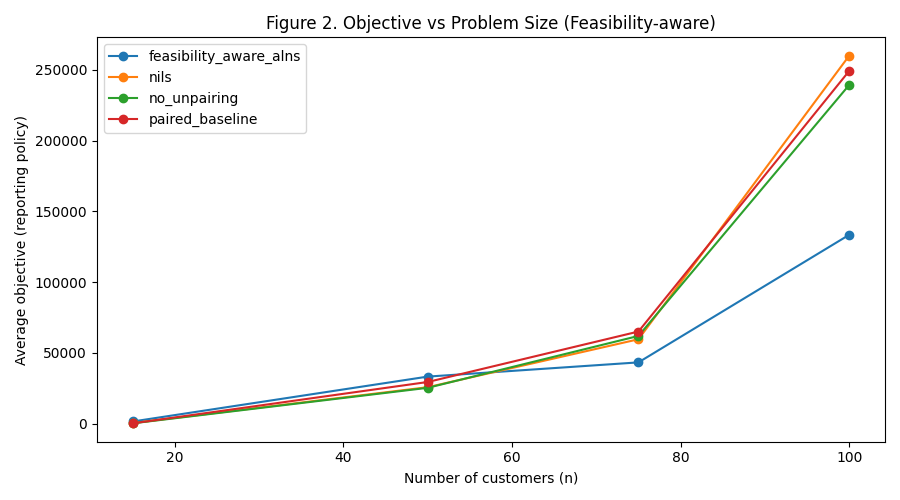 Figure 2. Objective vs Problem Size (Feasibility-aware)
feasibility_aware_alns
nils
no_unpairing
paired_baseline
Average objective (reporting policy)
250000
200000
150000
100000
50000
0
20 40 60 80 100
Number of customers (n)